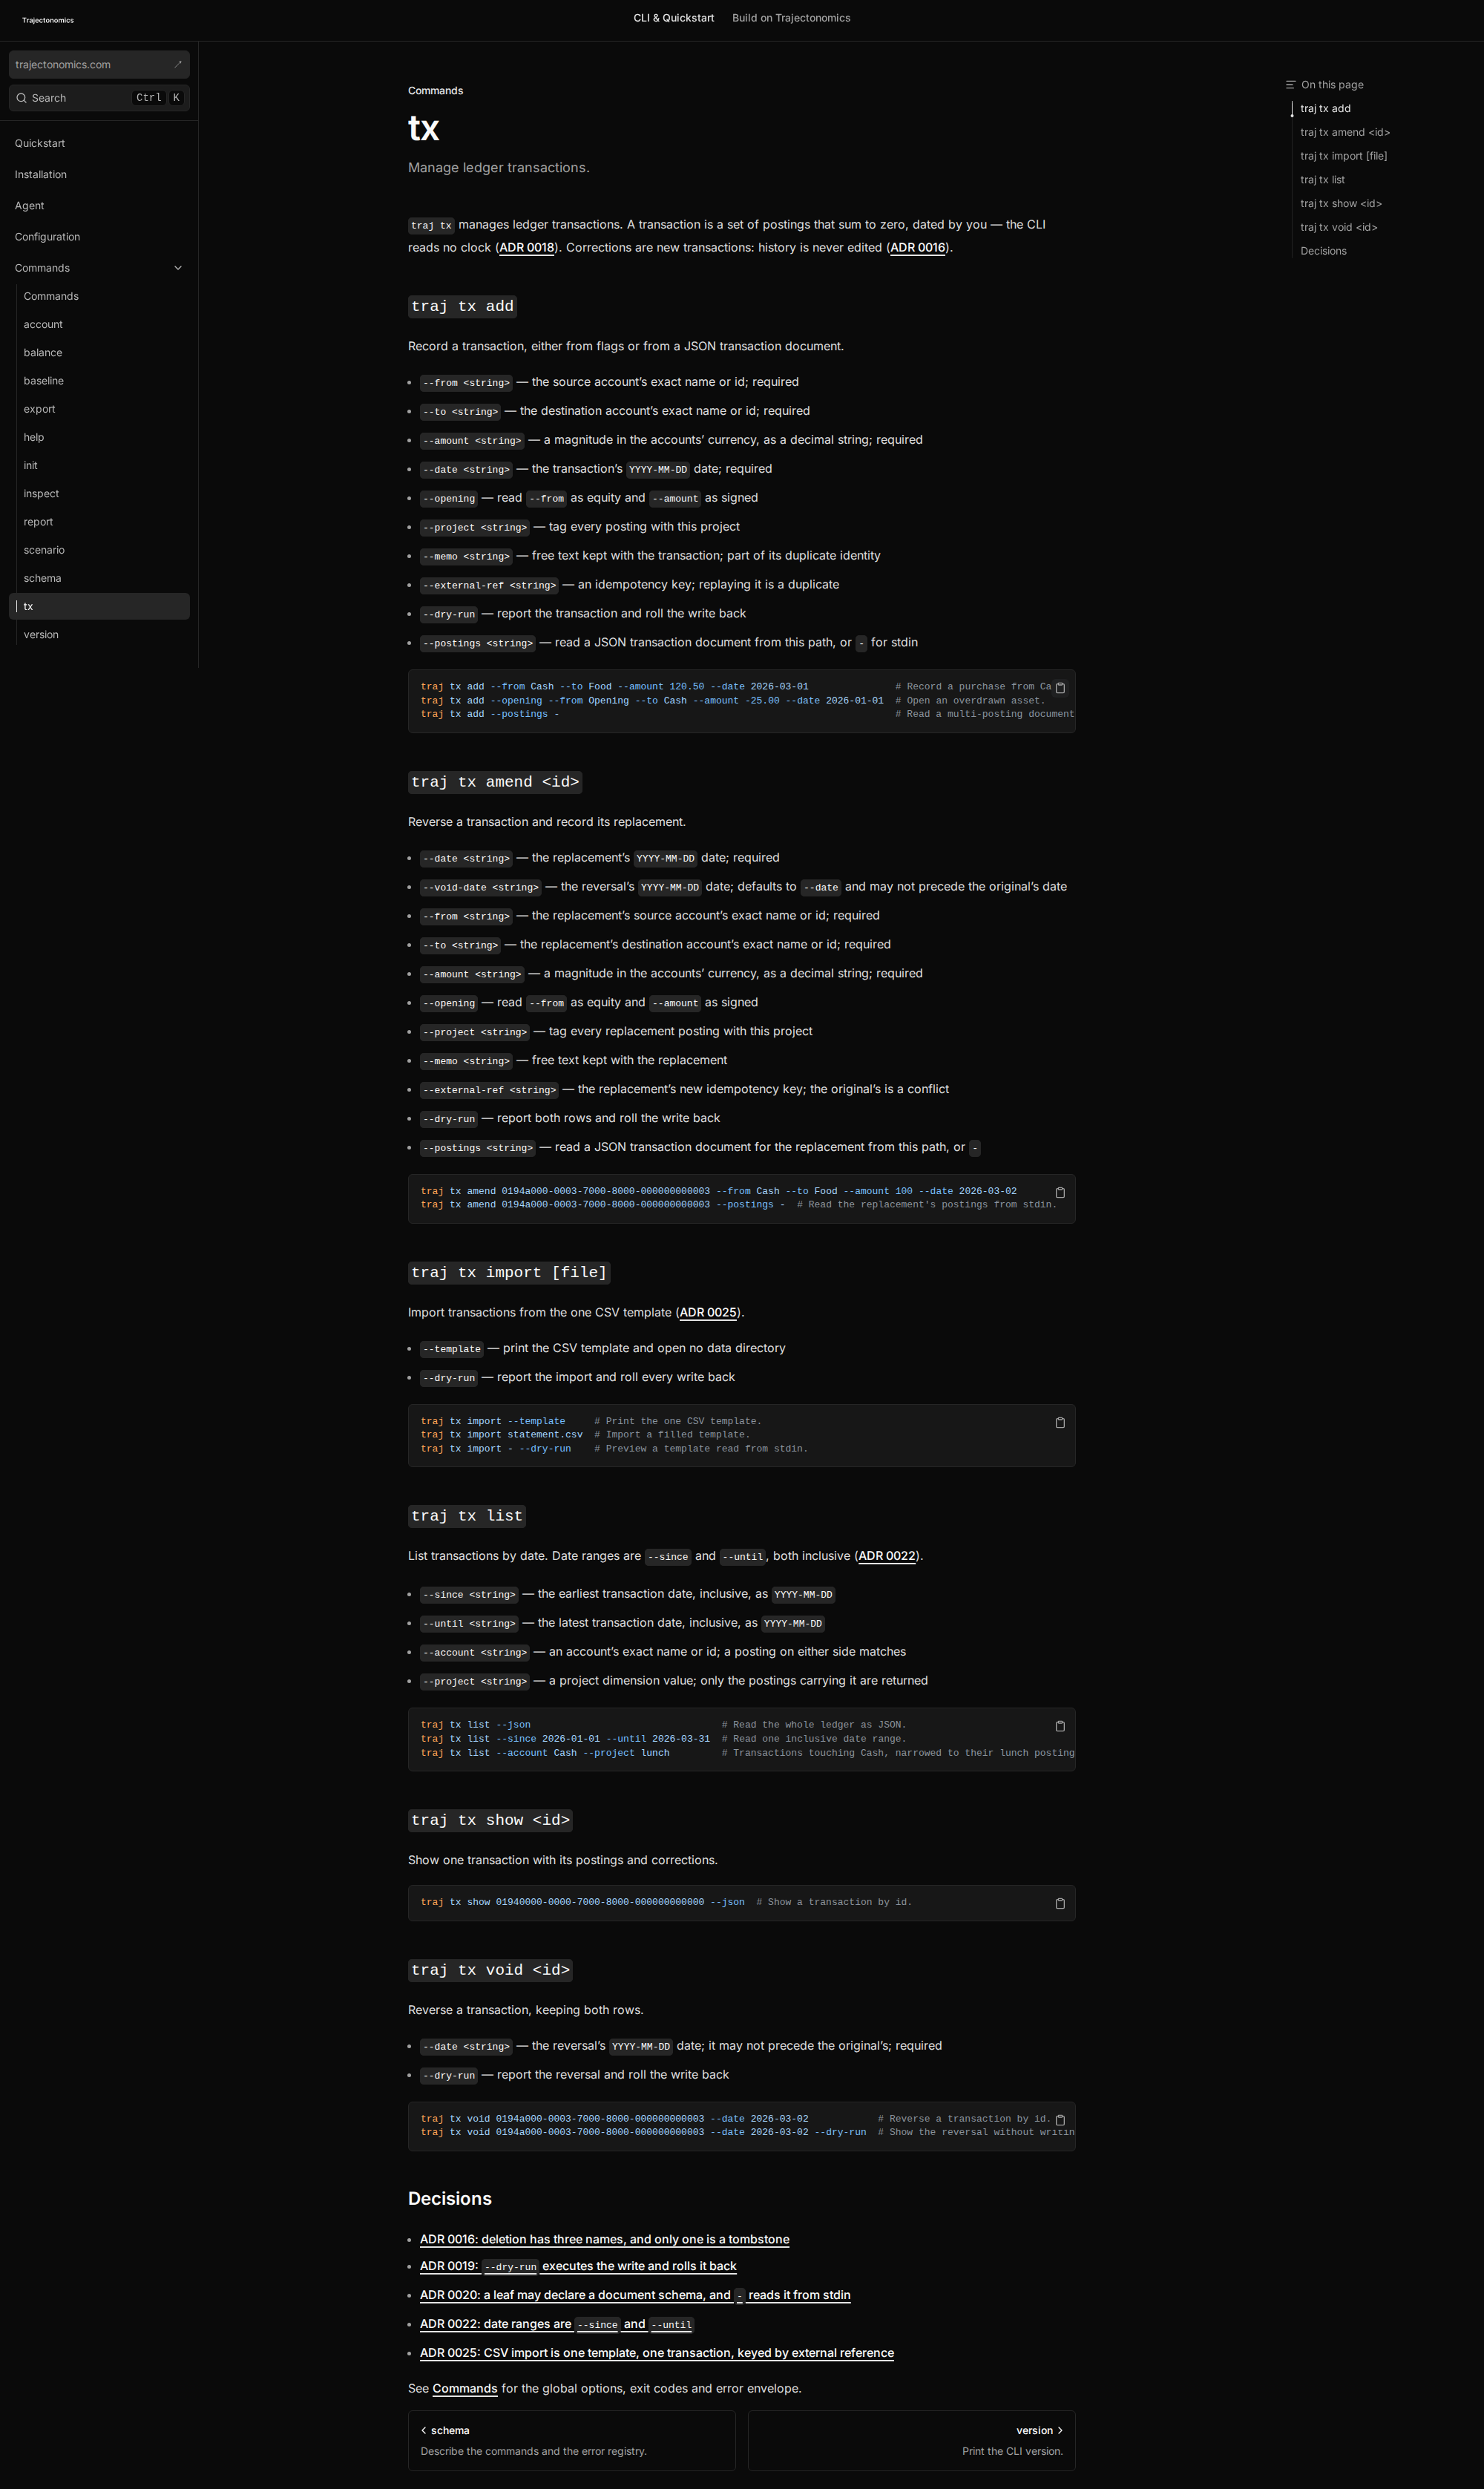 Trajectonomics
CLI & Quickstart
Build on Trajectonomics
trajectonomics.com
Search
Ctrl K
Quickstart
Installation
Agent
Configuration
Commands
Commands
account
balance
baseline
export
help
init
inspect
report
scenario
schema
tx
version
Commands
tx
Manage ledger transactions.
traj tx manages ledger transactions. A transaction is a set of postings that sum to zero, dated by you — the CLI
reads no clock (ADR 0018). Corrections are new transactions: history is never edited (ADR 0016).
traj tx add
Record a transaction, either from flags or from a JSON transaction document.
--from <string> — the source account’s exact name or id; required
--to <string> — the destination account’s exact name or id; required
--amount <string> — a magnitude in the accounts’ currency, as a decimal string; required
--date <string> — the transaction’s YYYY-MM-DD date; required
--opening — read --from as equity and --amount as signed
--project <string> — tag every posting with this project
--memo <string> — free text kept with the transaction; part of its duplicate identity
--external-ref <string> — an idempotency key; replaying it is a duplicate
--dry-run — report the transaction and roll the write back
--postings <string> — read a JSON transaction document from this path, or - for stdin
traj tx add --from Cash --to Food --amount 120.50 --date 2026-03-01 # Record a purchase from Ca
traj tx add --opening --from Opening --to Cash --amount -25.00 --date 2026-01-01 # Open an overdrawn asset.
traj tx add --postings - # Read a multi-posting document
traj tx amend <id>
Reverse a transaction and record its replacement.
--date <string> — the replacement’s YYYY-MM-DD date; required
--void-date <string> — the reversal’s YYYY-MM-DD date; defaults to --date and may not precede the original’s date
--from <string> — the replacement’s source account’s exact name or id; required
--to <string> — the replacement’s destination account’s exact name or id; required
--amount <string> — a magnitude in the accounts’ currency, as a decimal string; required
--opening — read --from as equity and --amount as signed
--project <string> — tag every replacement posting with this project
--memo <string> — free text kept with the replacement
--external-ref <string> — the replacement’s new idempotency key; the original’s is a conflict
--dry-run — report both rows and roll the write back
--postings <string> — read a JSON transaction document for the replacement from this path, or -
traj tx amend 0194a000-0003-7000-8000-000000000003 --from Cash --to Food --amount 100 --date 2026-03-02
traj tx amend 0194a000-0003-7000-8000-000000000003 --postings - # Read the replacement's postings from stdin.
traj tx import [file]
Import transactions from the one CSV template (ADR 0025).
--template — print the CSV template and open no data directory
--dry-run — report the import and roll every write back
traj tx import --template # Print the one CSV template.
traj tx import statement.csv # Import a filled template.
traj tx import - --dry-run # Preview a template read from stdin.
traj tx list
List transactions by date. Date ranges are --since and --until, both inclusive (ADR 0022).
--since <string> — the earliest transaction date, inclusive, as YYYY-MM-DD
--until <string> — the latest transaction date, inclusive, as YYYY-MM-DD
--account <string> — an account’s exact name or id; a posting on either side matches
--project <string> — a project dimension value; only the postings carrying it are returned
traj tx list --json # Read the whole ledger as JSON.
traj tx list --since 2026-01-01 --until 2026-03-31 # Read one inclusive date range.
traj tx list --account Cash --project lunch # Transactions touching Cash, narrowed to their lunch posting
traj tx show <id>
Show one transaction with its postings and corrections.
traj tx show 01940000-0000-7000-8000-000000000000 --json # Show a transaction by id.
traj tx void <id>
Reverse a transaction, keeping both rows.
--date <string> — the reversal’s YYYY-MM-DD date; it may not precede the original’s; required
--dry-run — report the reversal and roll the write back
traj tx void 0194a000-0003-7000-8000-000000000003 --date 2026-03-02 # Reverse a transaction by id.
traj tx void 0194a000-0003-7000-8000-000000000003 --date 2026-03-02 --dry-run # Show the reversal without writin
Decisions
ADR 0016: deletion has three names, and only one is a tombstone
ADR 0019: --dry-run executes the write and rolls it back
ADR 0020: a leaf may declare a document schema, and - reads it from stdin
ADR 0022: date ranges are --since and --until
ADR 0025: CSV import is one template, one transaction, keyed by external reference
See Commands for the global options, exit codes and error envelope.
schema
Describe the commands and the error registry.
version
Print the CLI version.
On this page
traj tx add
traj tx amend <id>
traj tx import [file]
traj tx list
traj tx show <id>
traj tx void <id>
Decisions